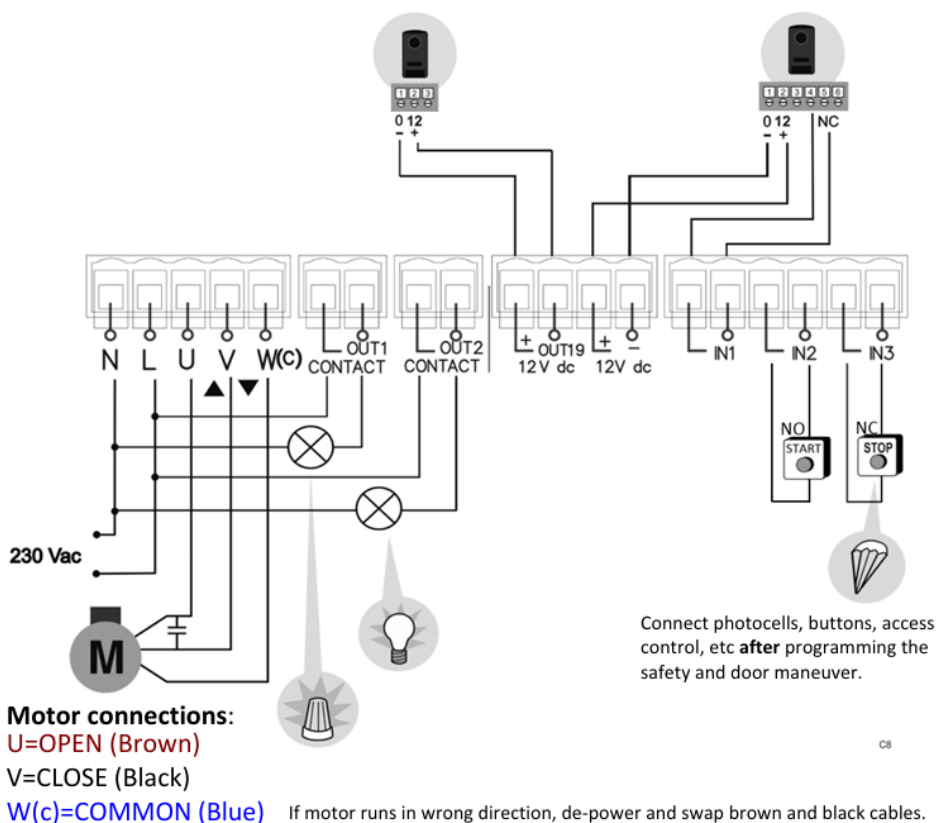 1 2 3
1 2 3 4 5 6
0 12
- +
0 12 NC
- +
N L U V W(C)
OUT1
CONTACT
OUT2
CONTACT
+ OUT19
12V dc
+ -
12V dc
IN1
IN2
IN3
NO
START
NC
STOP
230 Vac
M
Connect photocells, buttons, access
control, etc after programming the
safety and door maneuver.
C8
Motor connections:
U=OPEN (Brown)
V=CLOSE (Black)
W(c)=COMMON (Blue)
If motor runs in wrong direction, de-power and swap brown and black cables.